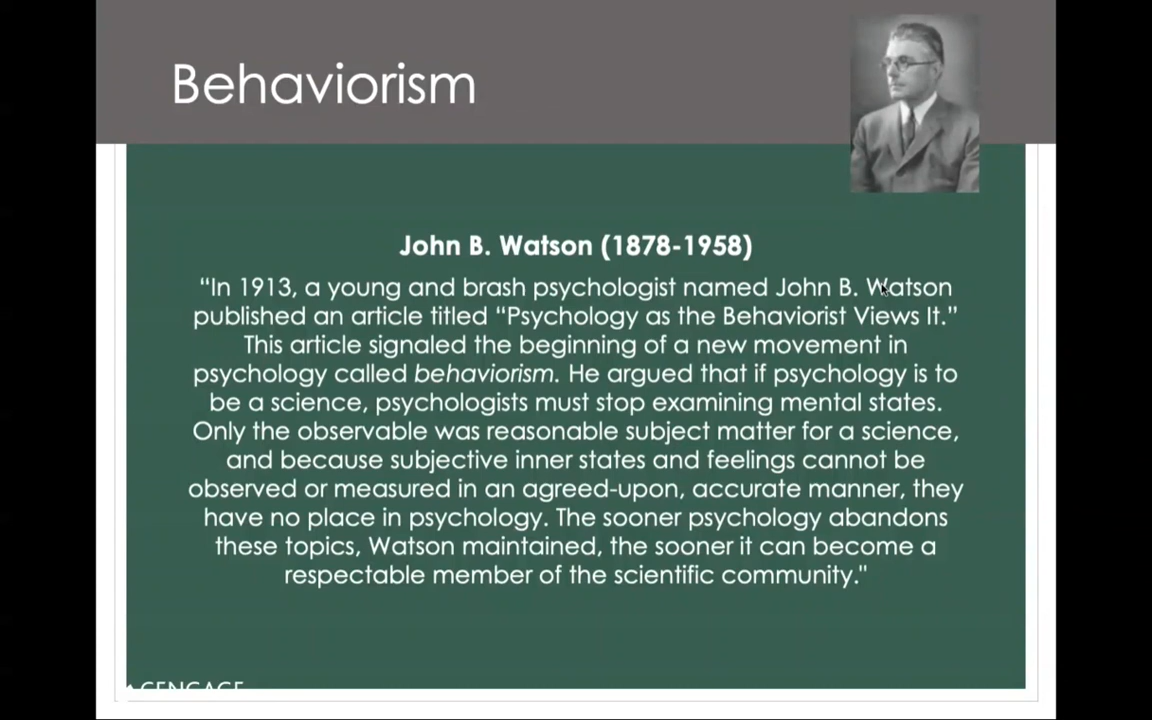 Behaviorism
John B. Watson (1878-1958)
“In 1913, a young and brash psychologist named John B. Watson
published an article titled “Psychology as the Behaviorist Views It.”
This article signaled the beginning of a new movement in
psychology called behaviorism. He argued that if psychology is to
be a science, psychologists must stop examining mental states.
Only the observable was reasonable subject matter for a science,
and because subjective inner states and feelings cannot be
observed or measured in an agreed-upon, accurate manner, they
have no place in psychology. The sooner psychology abandons
these topics, Watson maintained, the sooner it can become a
respectable member of the scientific community."
CENGAGE